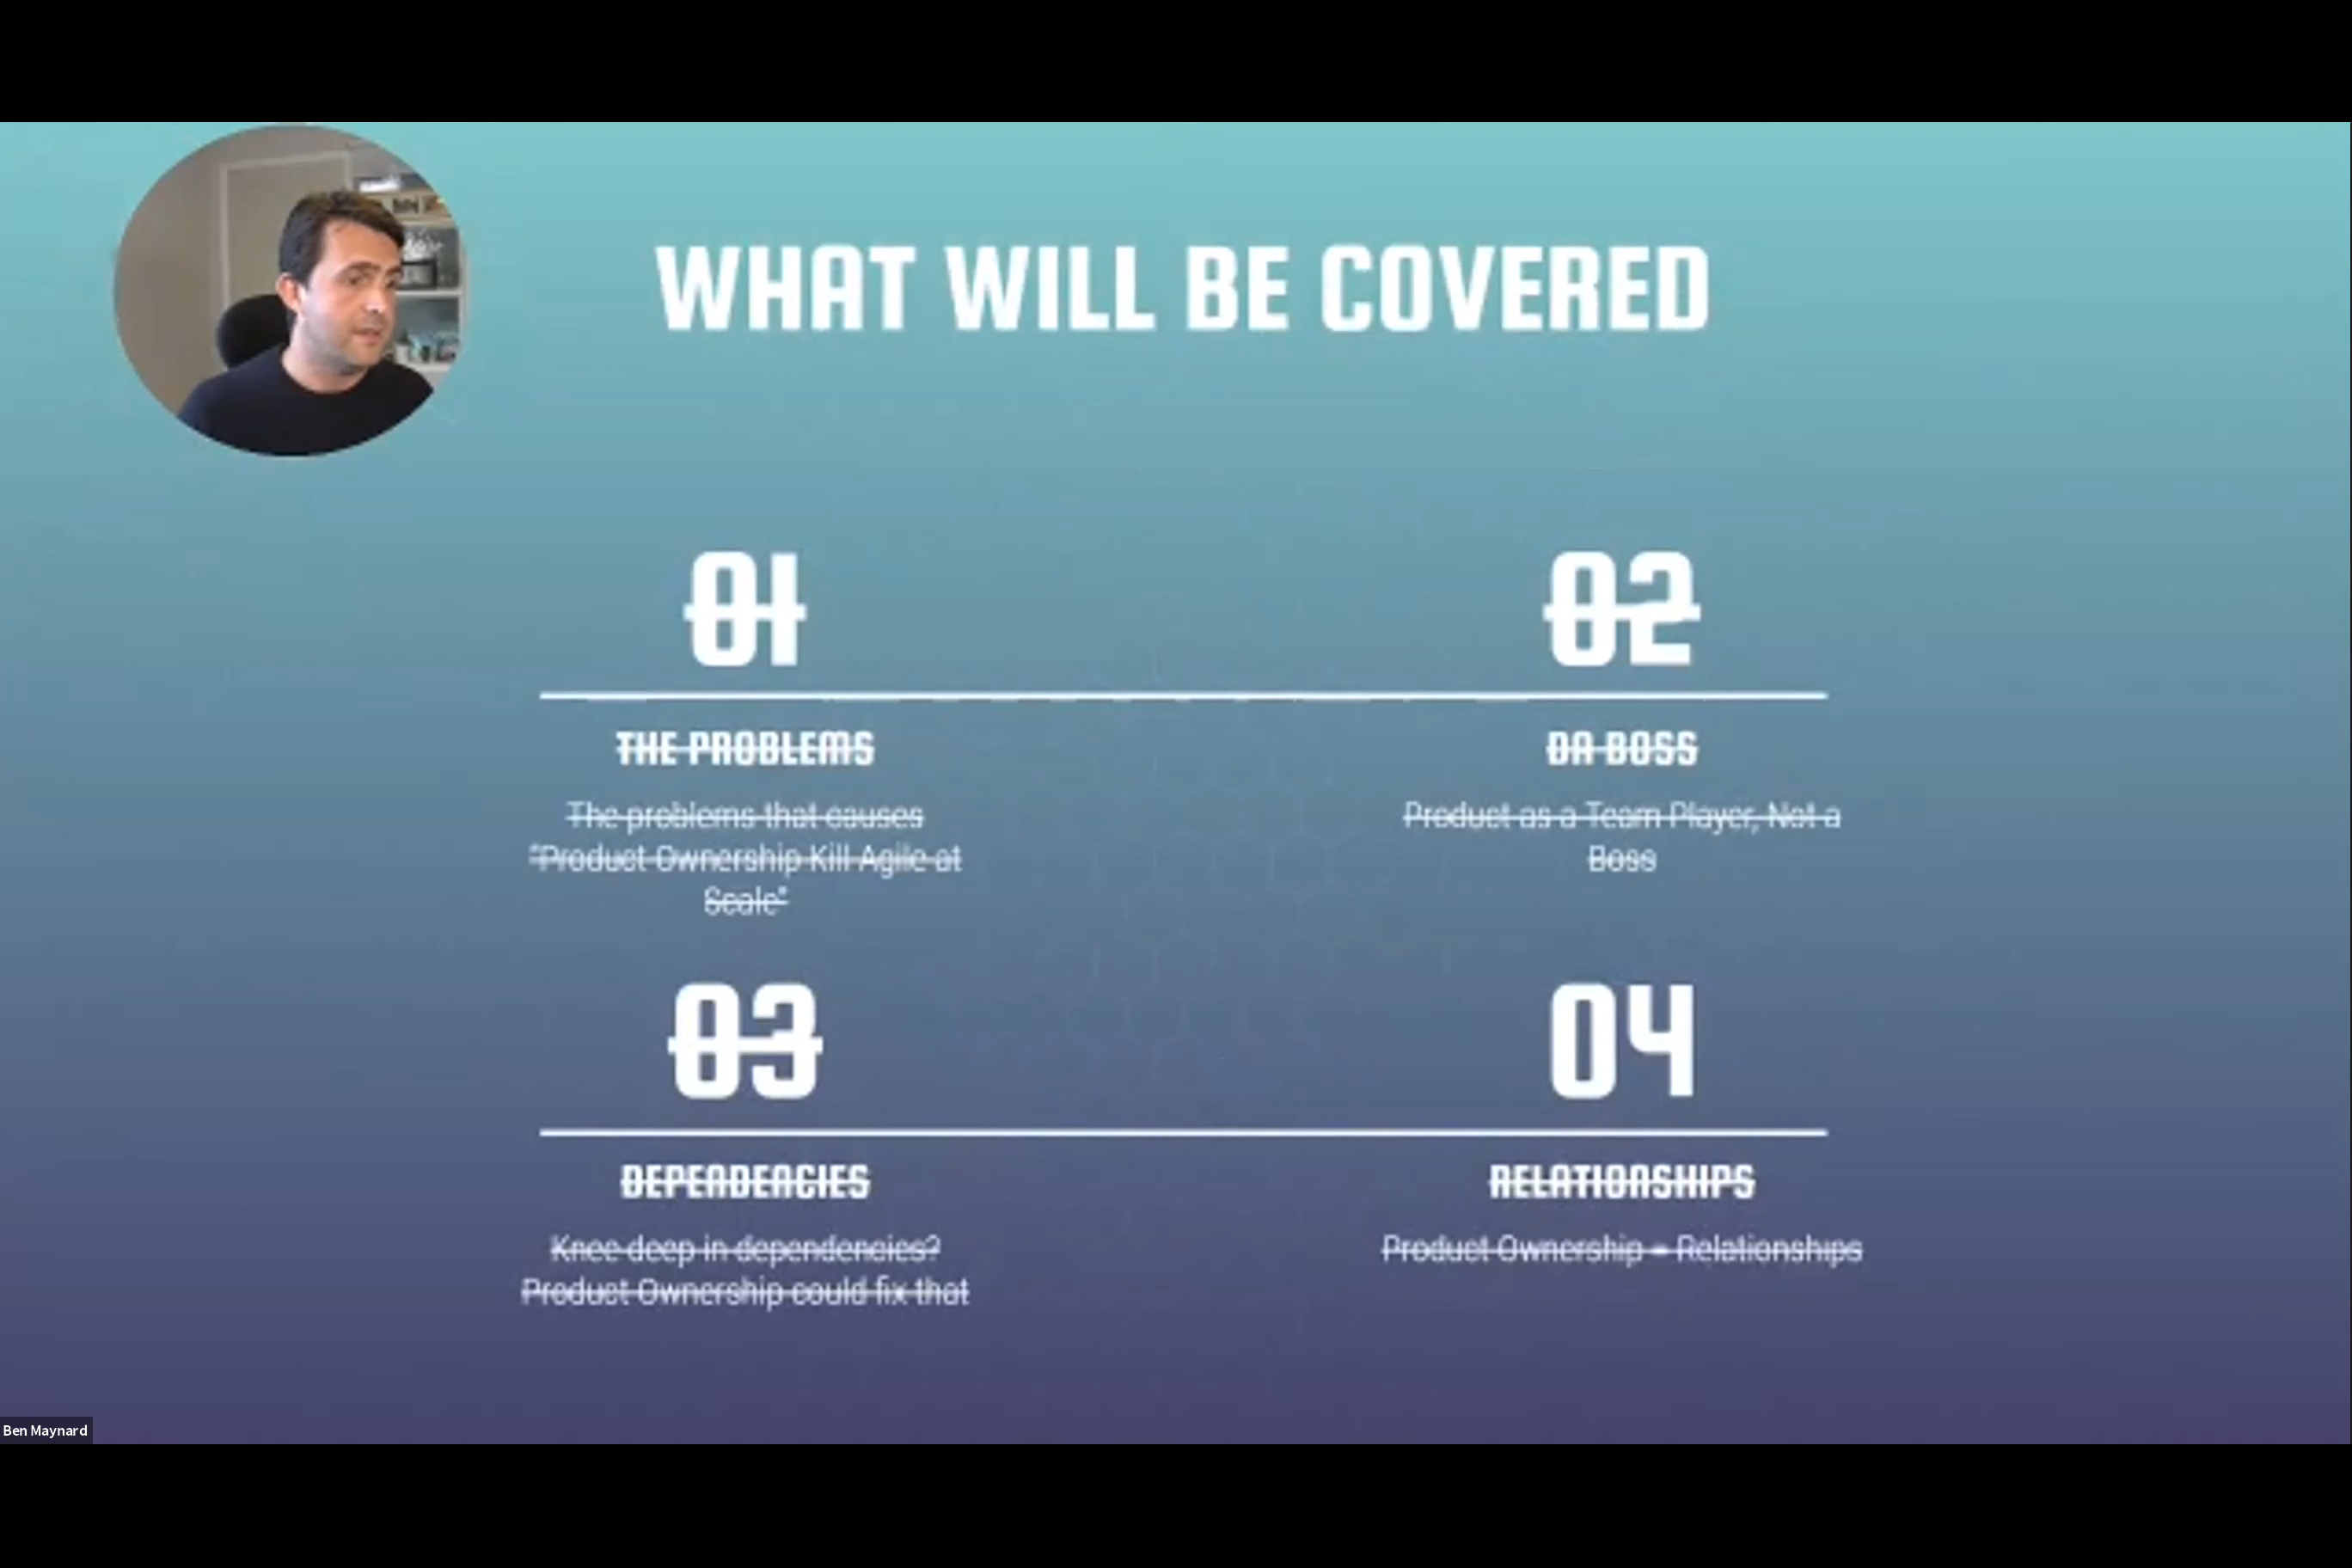 WHAT WILL BE COVERED
01
02
THE PROBLEMS
DA BOSS
The problems that causes
"Product Ownership Kill Agile at
Scale"
Product as a Team Player, Not a
Boss
03
04
DEPENDENCIES
RELATIONSHIPS
Knee deep in dependencies?
Product Ownership could fix that
Product Ownership = Relationships
Ben Maynard